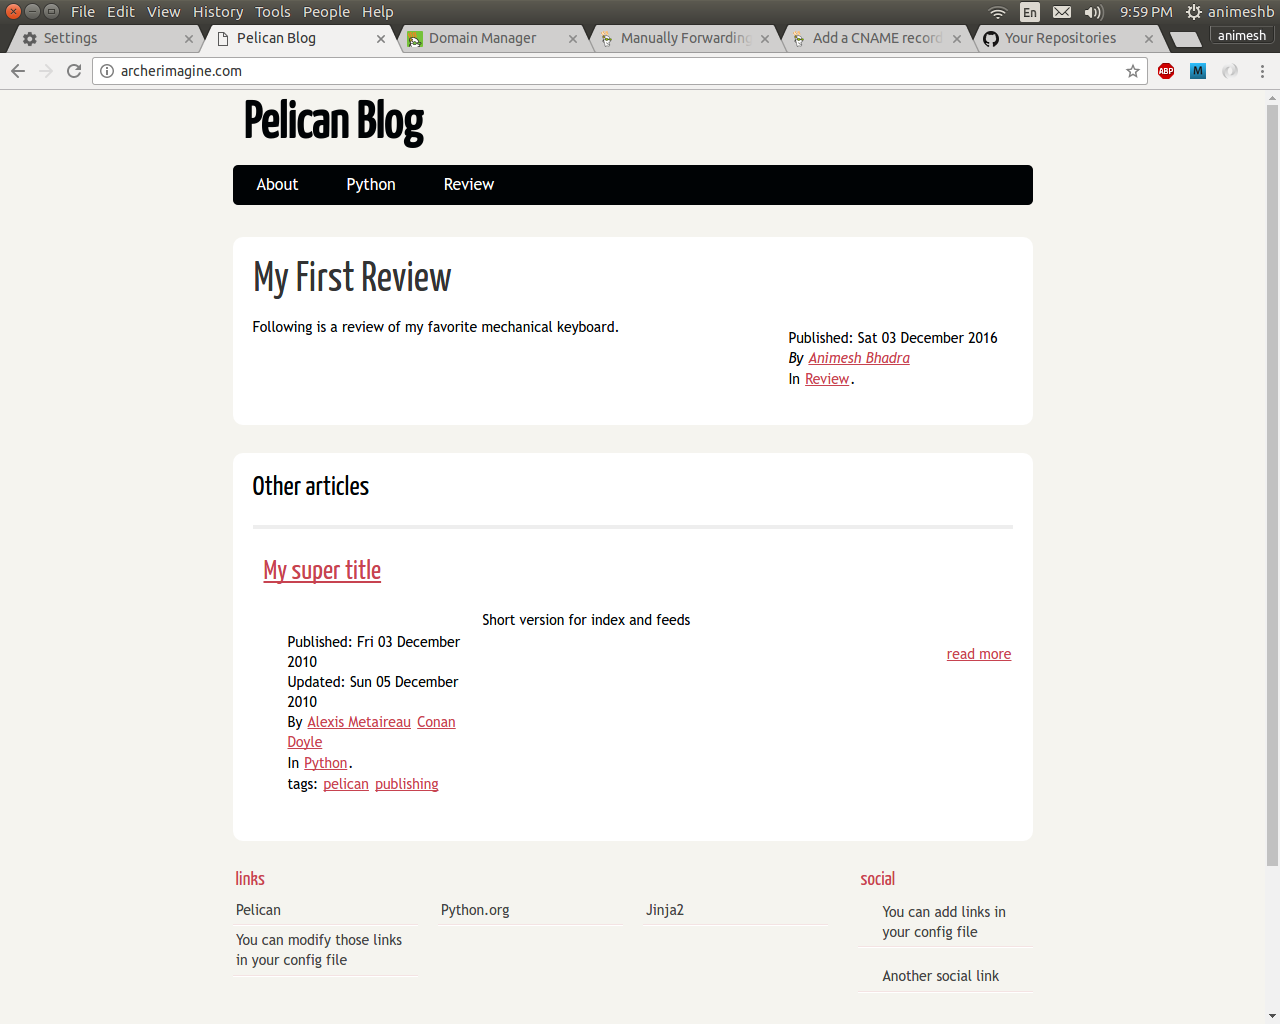 File Edit View History Tools People Help En 9:59 PM animeshb
Settings Pelican Blog Domain Manager Manually Forwarding Add a CNAME record Your Repositories animesh
archerimagine.com ABP M
Pelican Blog
About Python Review
My First Review
Following is a review of my favorite mechanical keyboard.
Published: Sat 03 December 2016
By Animesh Bhadra
In Review.
Other articles
My super title
Short version for index and feeds
read more
Published: Fri 03 December
2010
Updated: Sun 05 December
2010
By Alexis Metaireau Conan
Doyle
In Python.
tags: pelican publishing
links
Pelican
Python.org
Jinja2
You can modify those links
in your config file
social
You can add links in
your config file
Another social link